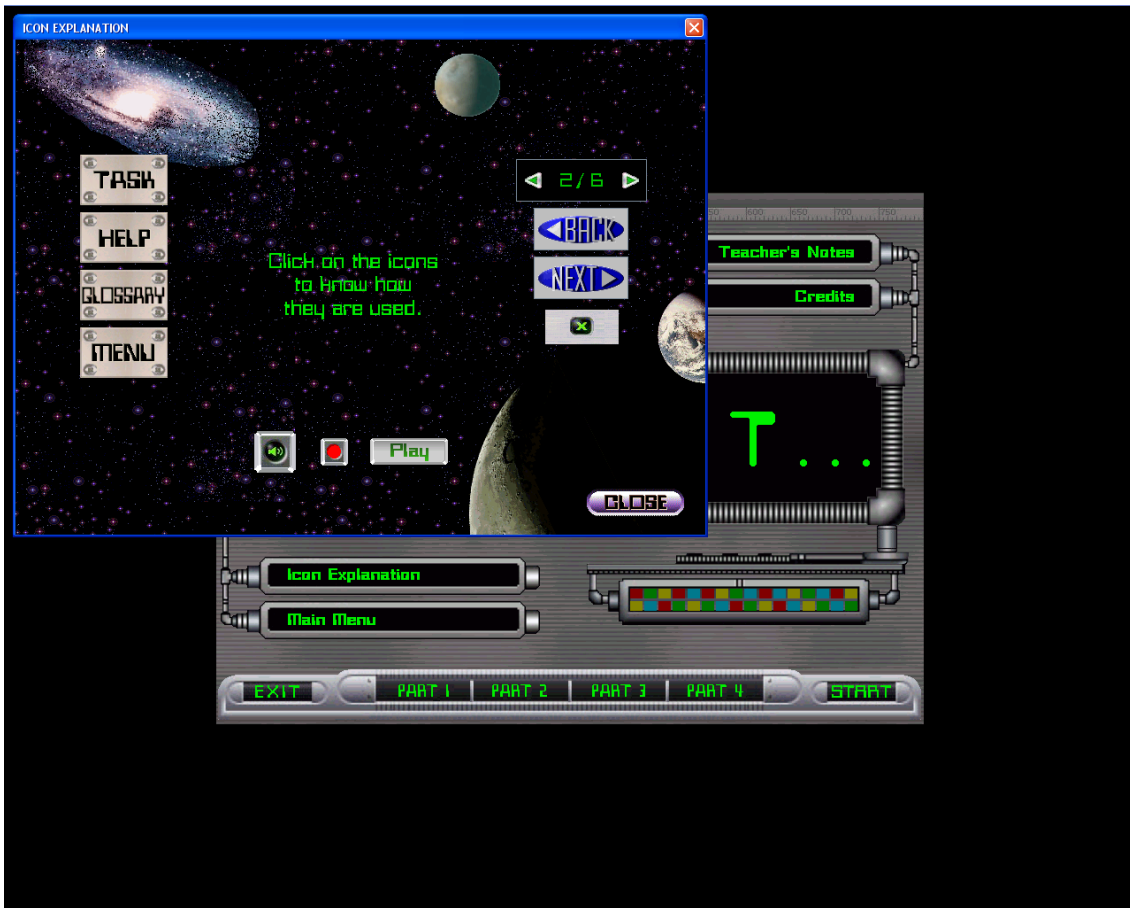 ICON EXPLANATION
TASK
HELP
GLOSSARY
MENU
Click on the icons
to know how
they are used.
2/6
BACK
NEXT
X
Play
CLOSE
600 650 700 750
Teacher's Notes
Credits
T...
Icon Explanation
Main Menu
EXIT
PART 1
PART 2
PART 3
PART 4
START